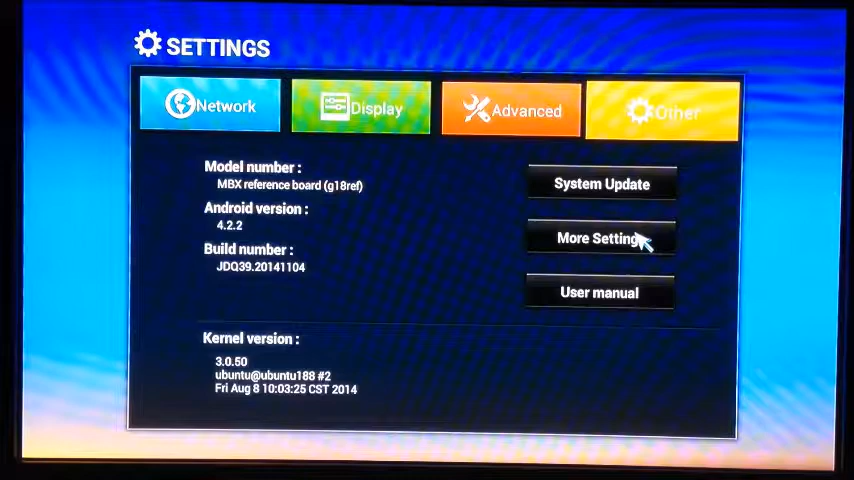 SETTINGS
Network
Display
Advanced
Other
Model number :
MBX reference board (g18ref)
Android version :
4.2.2
Build number :
JDQ39.20141104
Kernel version :
3.0.50
ubuntu@ubuntu188 #2
Fri Aug 8 10:03:25 CST 2014
System Update
More Setting
User manual